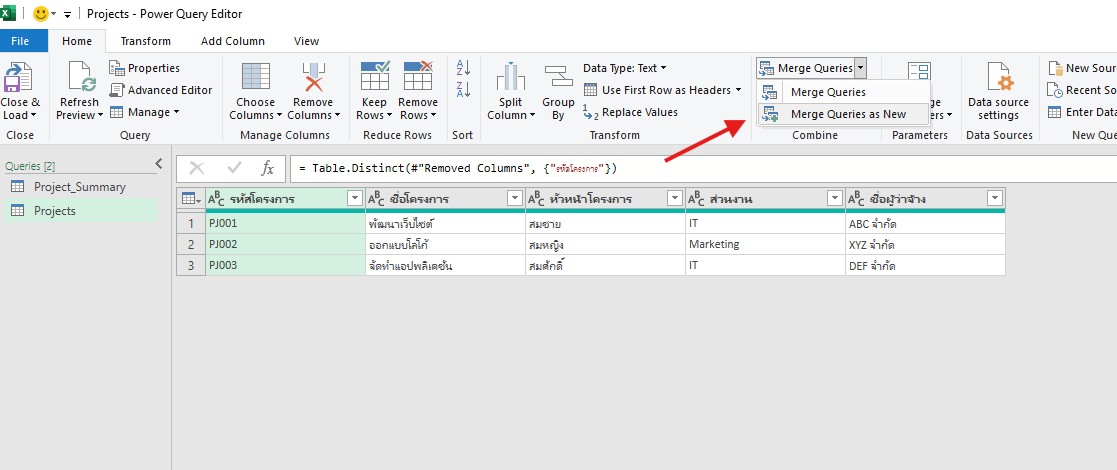 Projects - Power Query Editor
File Home Transform Add Column View
Close & Load
Close
Refresh Preview
Properties
Advanced Editor
Manage
Query
Choose Columns
Remove Columns
Manage Columns
Keep Rows
Remove Rows
Reduce Rows
Sort
Split Column
Group By
Data Type: Text
Use First Row as Headers
Replace Values
Transform
Merge Queries
Merge Queries
Merge Queries as New
Combine
Parameters
Data source settings
Data Sources
New Sour
Recent So
Enter Data
New Que
Queries [2]
Project_Summary
Projects
fx = Table.Distinct(#"Removed Columns", {"รหัสโครงการ"})
รหัสโครงการ ชื่อโครงการ หัวหน้าโครงการ ส่วนงาน ชื่อผู้ว่าจ้าง
1 PJ001 พัฒนาเว็บไซต์ สมชาย IT ABC จำกัด
2 PJ002 ออกแบบโลโก้ สมหญิง Marketing XYZ จำกัด
3 PJ003 จัดทำแอปพลิเคชัน สมศักดิ์ IT DEF จำกัด